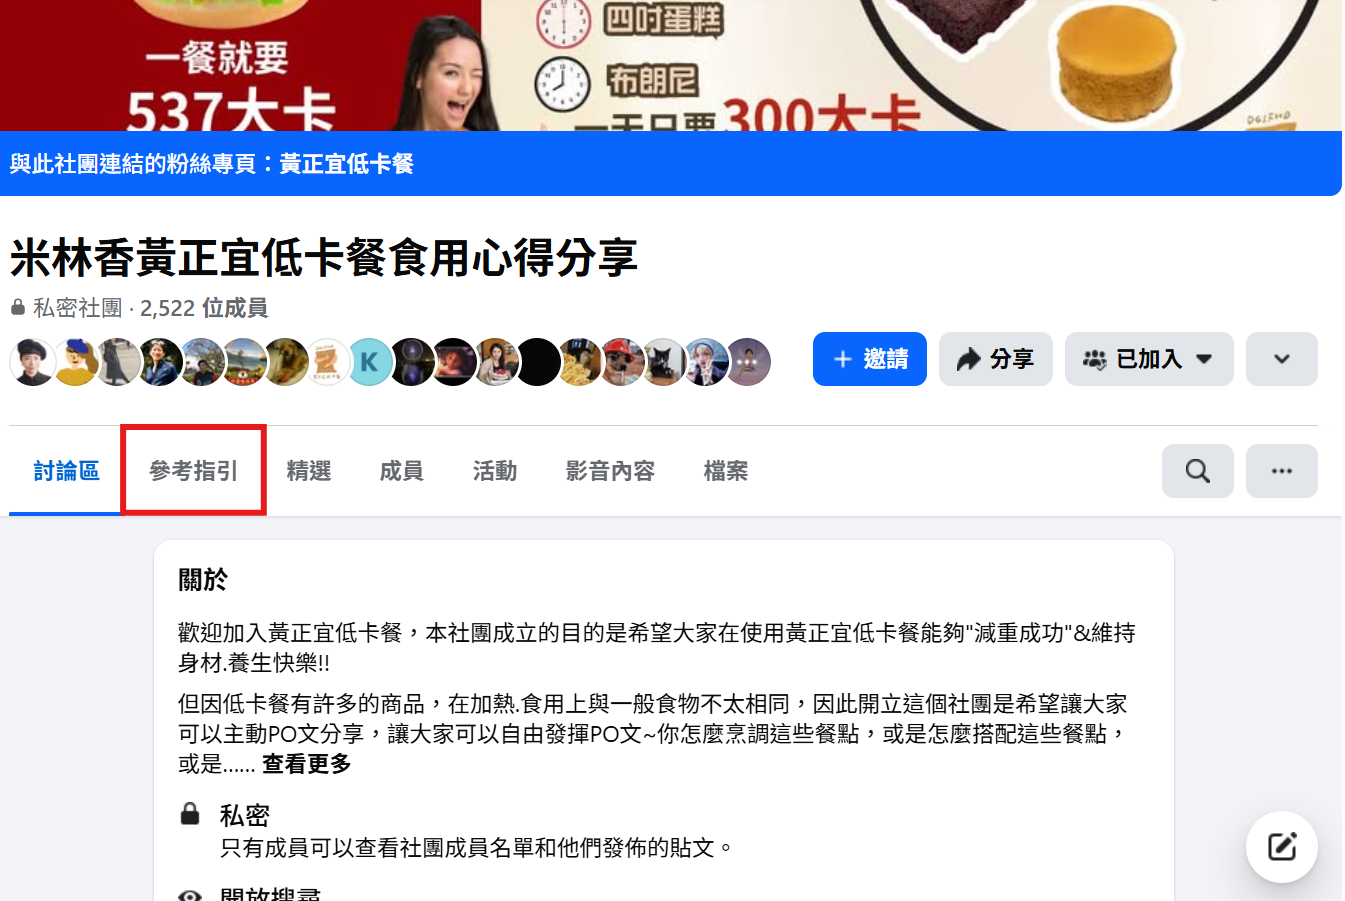 一餐就要
537大卡
四吋蛋糕
布朗尼
一天只要300大卡
與此社團連結的粉絲專頁：黃正宜低卡餐
米林香黃正宜低卡餐食用心得分享
私密社團 · 2,522 位成員
K
+ 邀請
分享
已加入
討論區
參考指引
精選
成員
活動
影音內容
檔案
關於
歡迎加入黃正宜低卡餐，本社團成立的目的是希望大家在使用黃正宜低卡餐能夠"減重成功"&維持
身材.養生快樂!!
但因低卡餐有許多的商品，在加熱.食用上與一般食物不太相同，因此開立這個社團是希望讓大家
可以主動PO文分享，讓大家可以自由發揮PO文~你怎麼烹調這些餐點，或是怎麼搭配這些餐點，
或是...... 查看更多
私密
只有成員可以查看社團成員名單和他們發佈的貼文。
開放搜尋